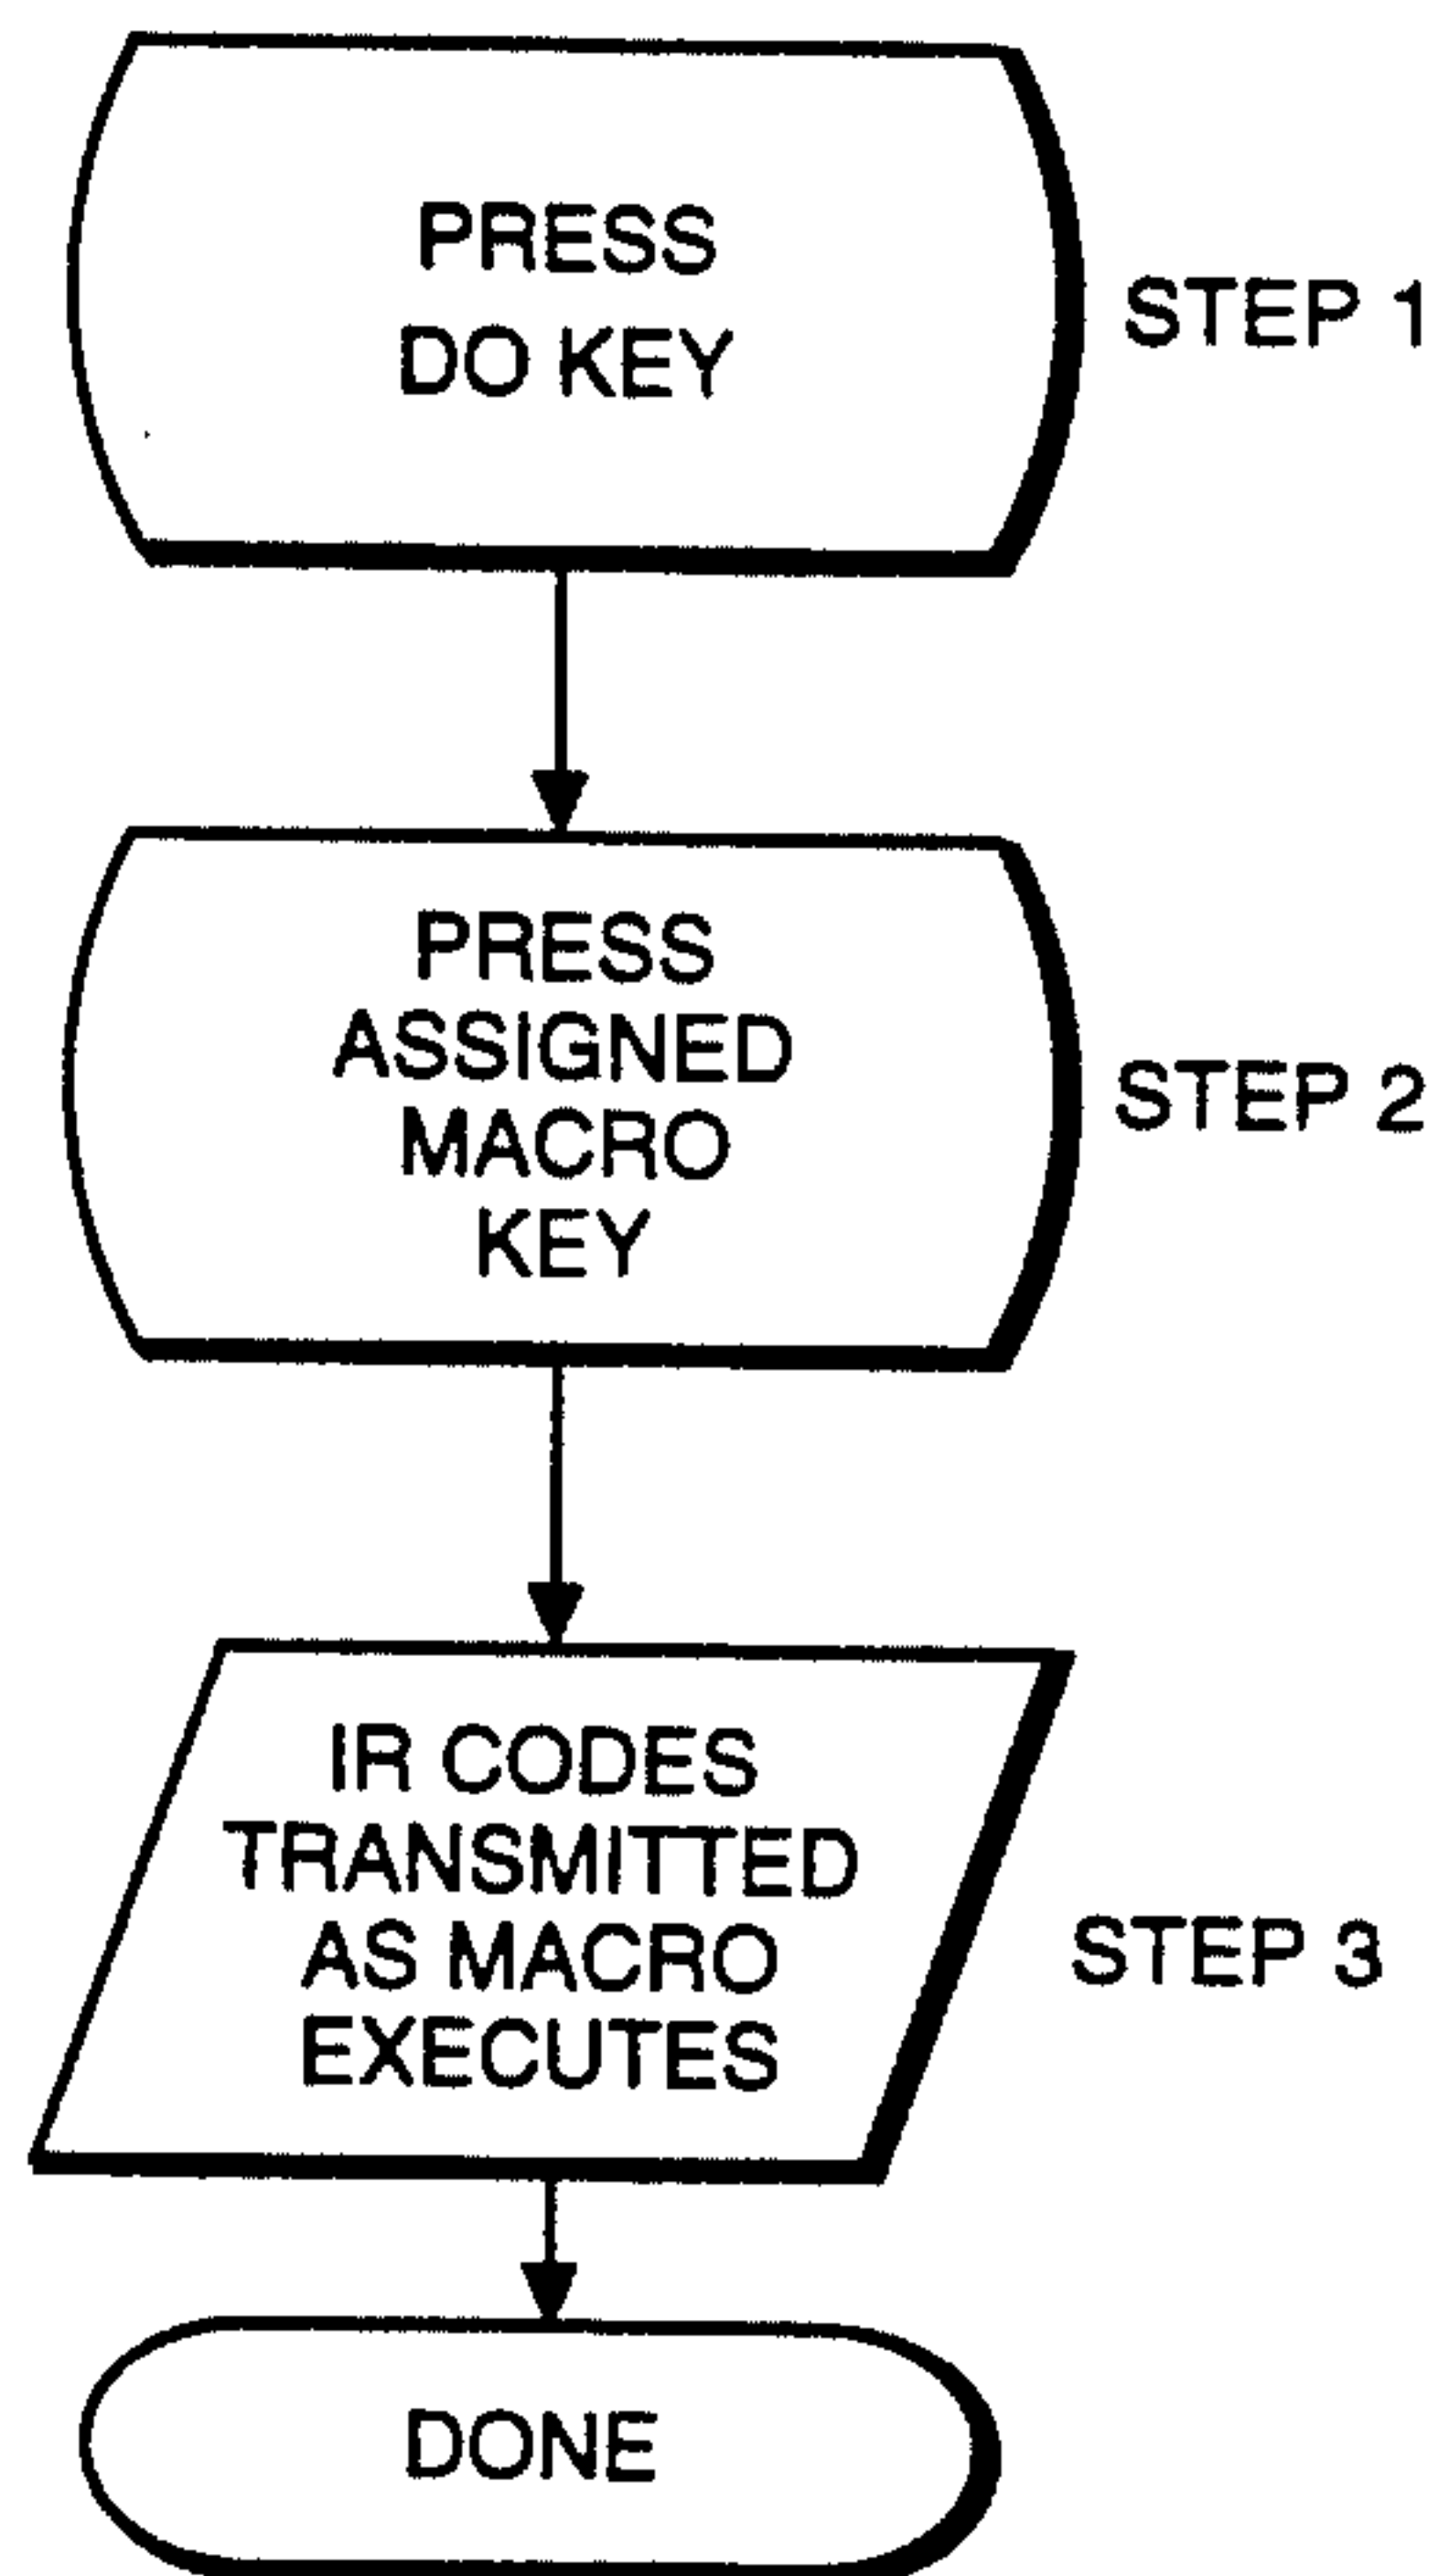 PRESS
DO KEY
STEP 1
PRESS
ASSIGNED
MACRO
KEY
STEP 2
IR CODES
TRANSMITTED
AS MACRO
EXECUTES
STEP 3
DONE